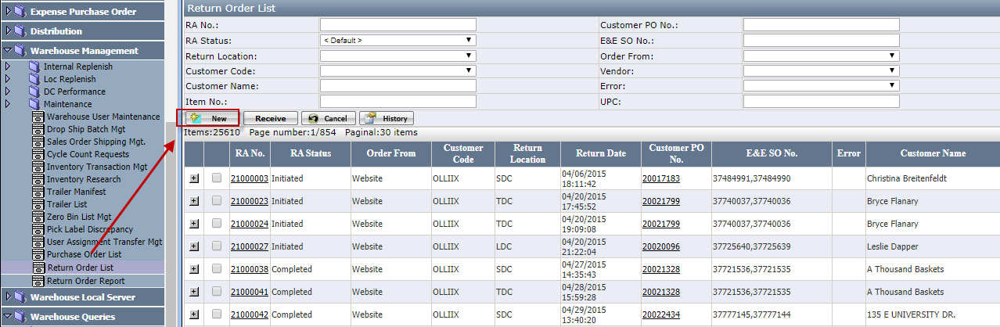 Expense Purchase Order
Distribution
Warehouse Management
Internal Replenish
Loc Replenish
DC Performance
Maintenance
Warehouse User Maintenance
Drop Ship Batch Mgt
Sales Order Shipping Mgt.
Cycle Count Requests
Inventory Transaction Mgt
Inventory Research
Trailer Manifest
Trailer List
Zero Bin List Mgt
Pick Label Discrepancy
User Assignment Transfer Mgt
Purchase Order List
Return Order List
Return Order Report
Warehouse Local Server
Warehouse Queries
Return Order List
RA No.: Customer PO No.:
RA Status: < Default > E&E SO No.:
Return Location: Order From:
Customer Code: Vendor:
Customer Name: Error:
Item No.: UPC:
New Receive Cancel History
Items:25610 Page number:1/854 Paginal:30 items
RA No. RA Status Order From Customer Code Return Location Return Date Customer PO No. E&E SO No. Error Customer Name
21000003 Initiated Website OLLIIX SDC 04/06/2015 18:11:42 20017183 37484991,37484990 Christina Breitenfeldt
21000023 Initiated Website OLLIIX TDC 04/20/2015 17:45:52 20021799 37740037,37740036 Bryce Flanary
21000024 Initiated Website OLLIIX TDC 04/20/2015 19:09:08 20021799 37740037,37740036 Bryce Flanary
21000027 Initiated Website OLLIIX LDC 04/20/2015 21:22:04 20020096 37725640,37725639 Leslie Dapper
21000038 Completed Website OLLIIX SDC 04/27/2015 14:35:43 20021328 37721536,37721535 A Thousand Baskets
21000041 Completed Website OLLIIX TDC 04/28/2015 15:59:28 20021328 37721536,37721535 A Thousand Baskets
21000042 Completed Website OLLIIX SDC 04/29/2015 13:40:20 20022434 37777145,37777144 135 E UNIVERSITY DR.